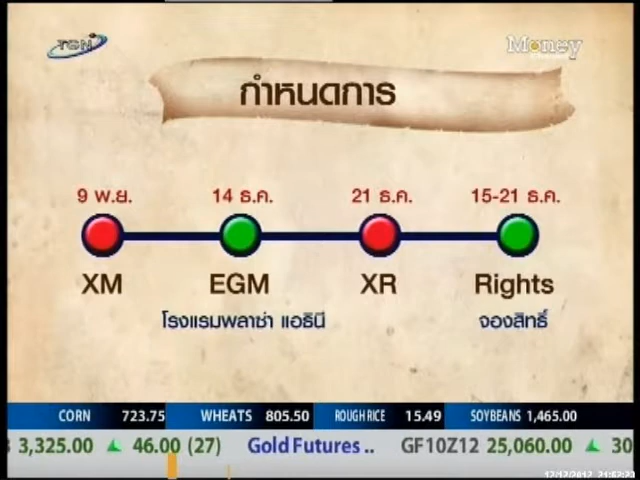 TGN
Money
กำหนดการ
9 พ.ย. 14 ธ.ค. 21 ธ.ค. 15-21 ธ.ค.
XM EGM XR Rights
โรงแรมพลาซ่า แอธินี จองสิทธิ์
CORN 723.75 WHEATS 805.50 ROUGH RICE 15.49 SOYBEANS 1,465.00
3,325.00 46.00 (27) Gold Futures .. GF10Z12 25,060.00 30